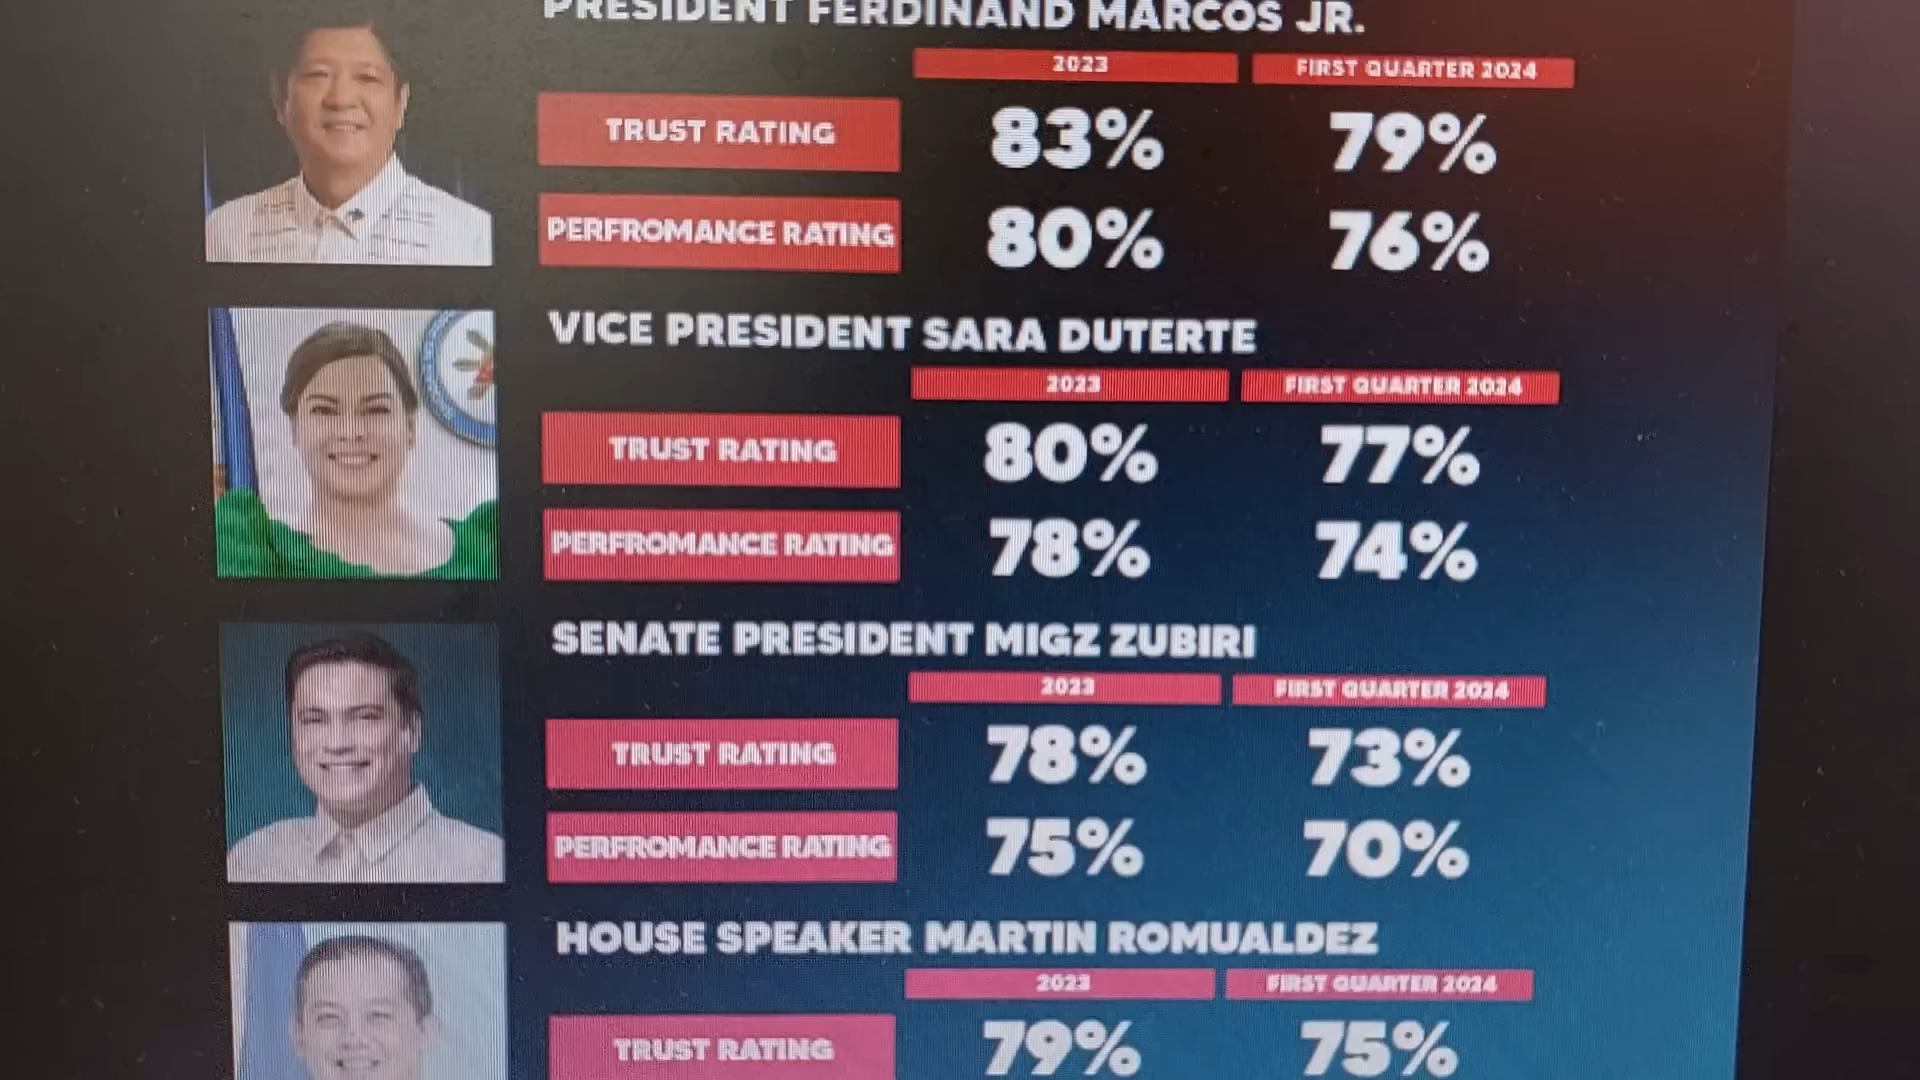 PRESIDENT FERDINAND MARCOS JR.
2023 FIRST QUARTER 2024
TRUST RATING 83% 79%
PERFROMANCE RATING 80% 76%
VICE PRESIDENT SARA DUTERTE
2023 FIRST QUARTER 2024
TRUST RATING 80% 77%
PERFROMANCE RATING 78% 74%
SENATE PRESIDENT MIGZ ZUBIRI
2023 FIRST QUARTER 2024
TRUST RATING 78% 73%
PERFROMANCE RATING 75% 70%
HOUSE SPEAKER MARTIN ROMUALDEZ
2023 FIRST QUARTER 2024
TRUST RATING 79% 75%